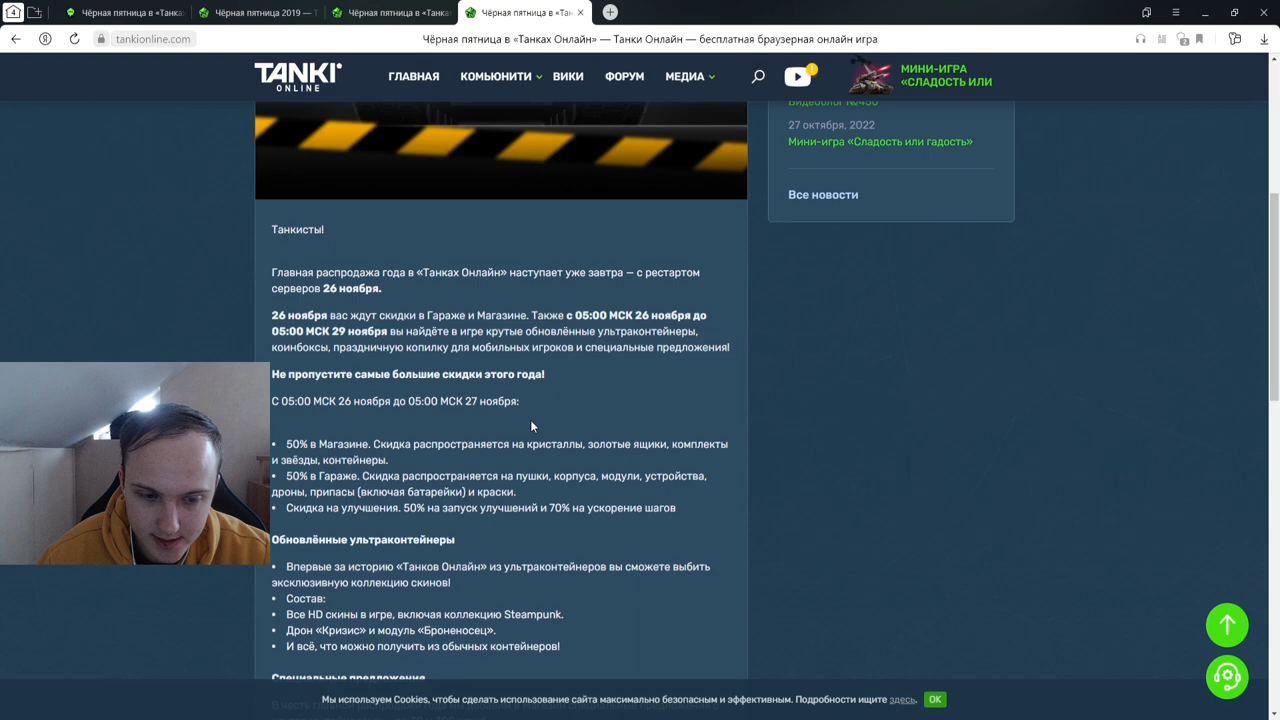 4
Чёрная пятница в «Танка
Чёрная пятница 2019 — Т
Чёрная пятница в «Танка
Чёрная пятница в «Тан
tankionline.com
Чёрная пятница в «Танках Онлайн» — Танки Онлайн — бесплатная браузерная онлайн игра
2
TANKI ONLINE
ГЛАВНАЯ
КОМЬЮНИТИ
ВИКИ
ФОРУМ
МЕДИА
!
МИНИ-ИГРА
«СЛАДОСТЬ ИЛИ
Видеоблог №430
27 октября, 2022
Мини-игра «Сладость или гадость»
Все новости
Танкисты!
Главная распродажа года в «Танках Онлайн» наступает уже завтра — с рестартом
серверов 26 ноября.
26 ноября вас ждут скидки в Гараже и Магазине. Также с 05:00 МСК 26 ноября до
05:00 МСК 29 ноября вы найдёте в игре крутые обновлённые ультраконтейнеры,
коинбоксы, праздничную копилку для мобильных игроков и специальные предложения!
Не пропустите самые большие скидки этого года!
С 05:00 МСК 26 ноября до 05:00 МСК 27 ноября:
• 50% в Магазине. Скидка распространяется на кристаллы, золотые ящики, комплекты
и звёзды, контейнеры.
• 50% в Гараже. Скидка распространяется на пушки, корпуса, модули, устройства,
дроны, припасы (включая батарейки) и краски.
• Скидка на улучшения. 50% на запуск улучшений и 70% на ускорение шагов
Обновлённые ультраконтейнеры
• Впервые за историю «Танков Онлайн» из ультраконтейнеров вы сможете выбить
эксклюзивную коллекцию скинов!
• Состав:
• Все HD скины в игре, включая коллекцию Steampunk.
• Дрон «Кризис» и модуль «Броненосец».
• И всё, что можно получить из обычных контейнеров!
Специальные предложения
Мы используем Cookies, чтобы сделать использование сайта максимально безопасным и эффективным. Подробности ищите здесь.
OK